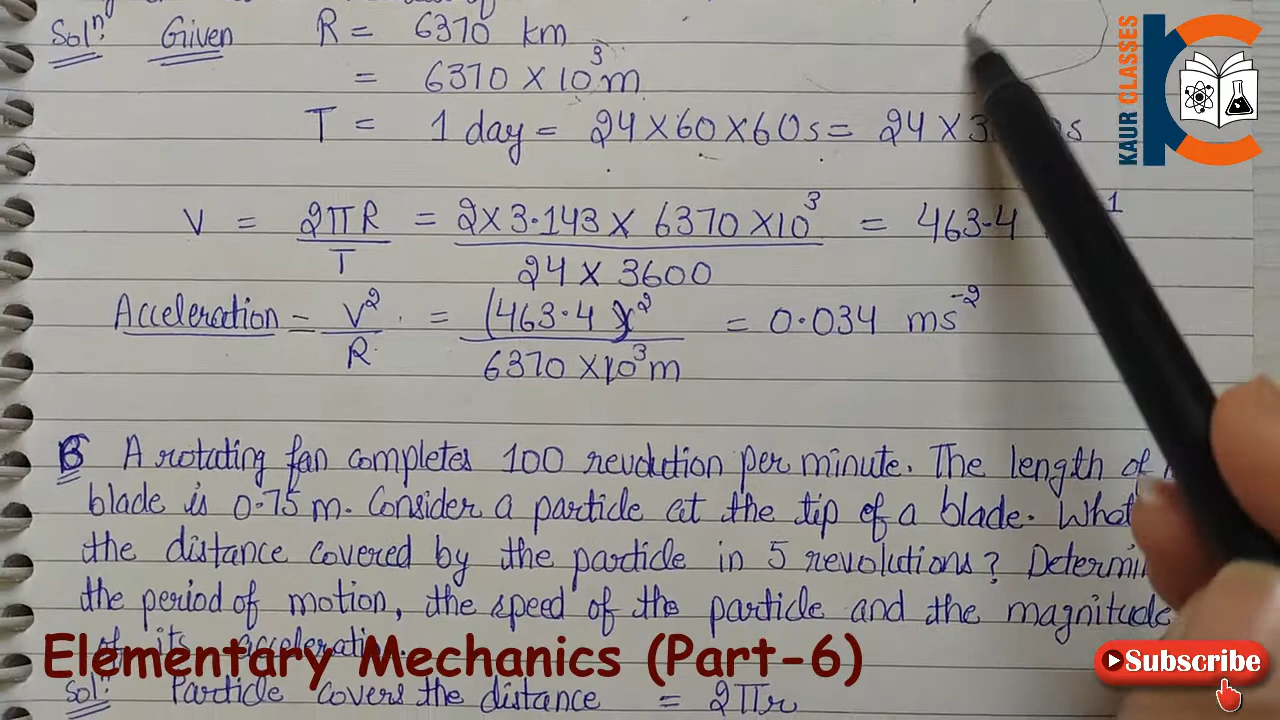 Solⁿ. Given R = 6370 km
= 6370 × 10³ m
T = 1 day = 24 × 60 × 60s = 24 × s
V = 2πR / T = 2 × 3.143 × 6370 × 10³ / 24 × 3600 = 463.4
Acceleration = V² / R = (463.4)² / 6370 × 10³ m = 0.034 ms⁻²
B A rotating fan completes 100 revolution per minute. The length of
blade is 0.75 m. Consider a particle at the tip of a blade. What
the distance covered by the particle in 5 revolutions?
the period of motion, the speed of the particle and the magnitude
of its acceleration.
Solⁿ. Particle covers the distance = 2πr
KAUR CLASSES
Elementary Mechanics (Part-6)
Subscribe